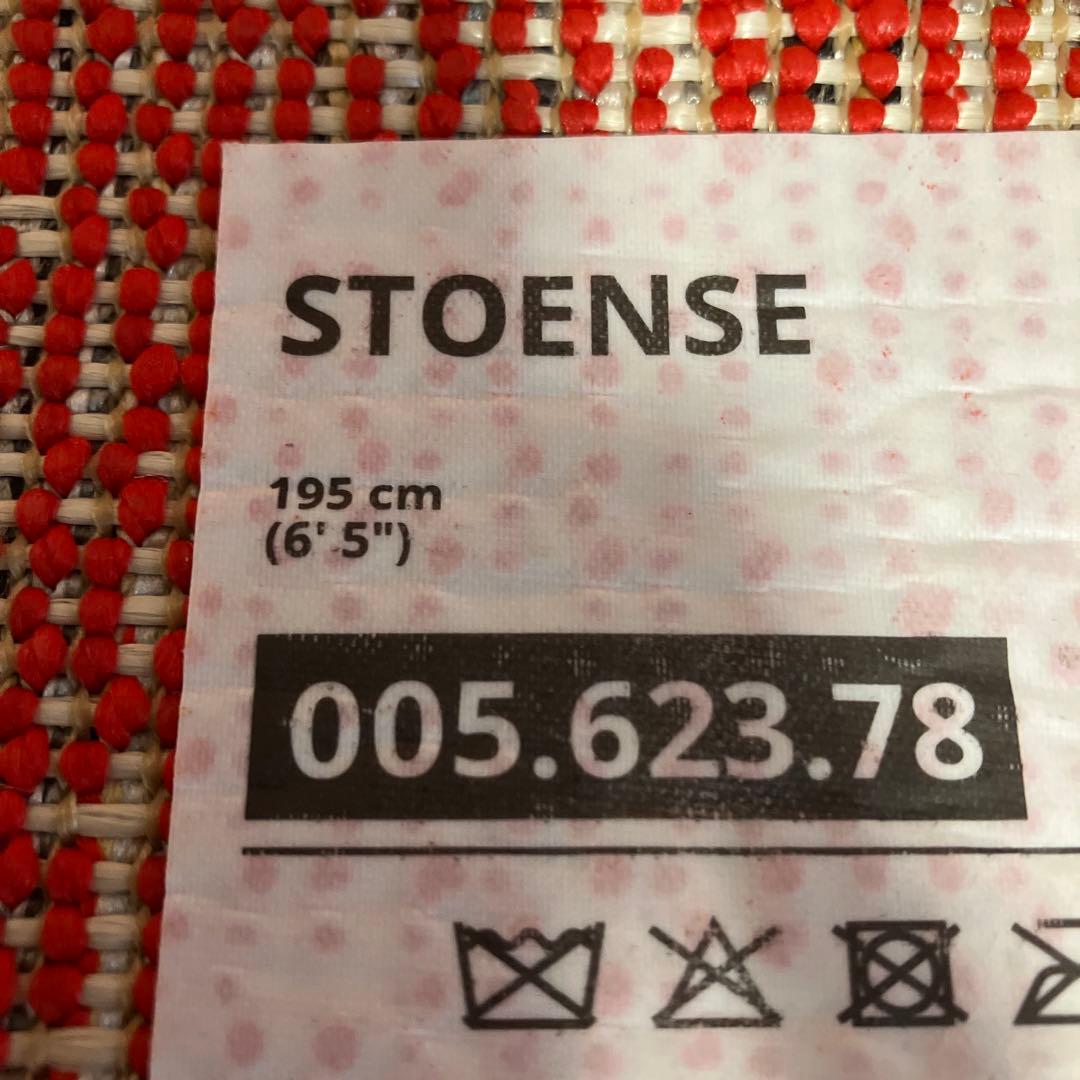 STOENSE
195 cm
(6' 5")
005.623.78